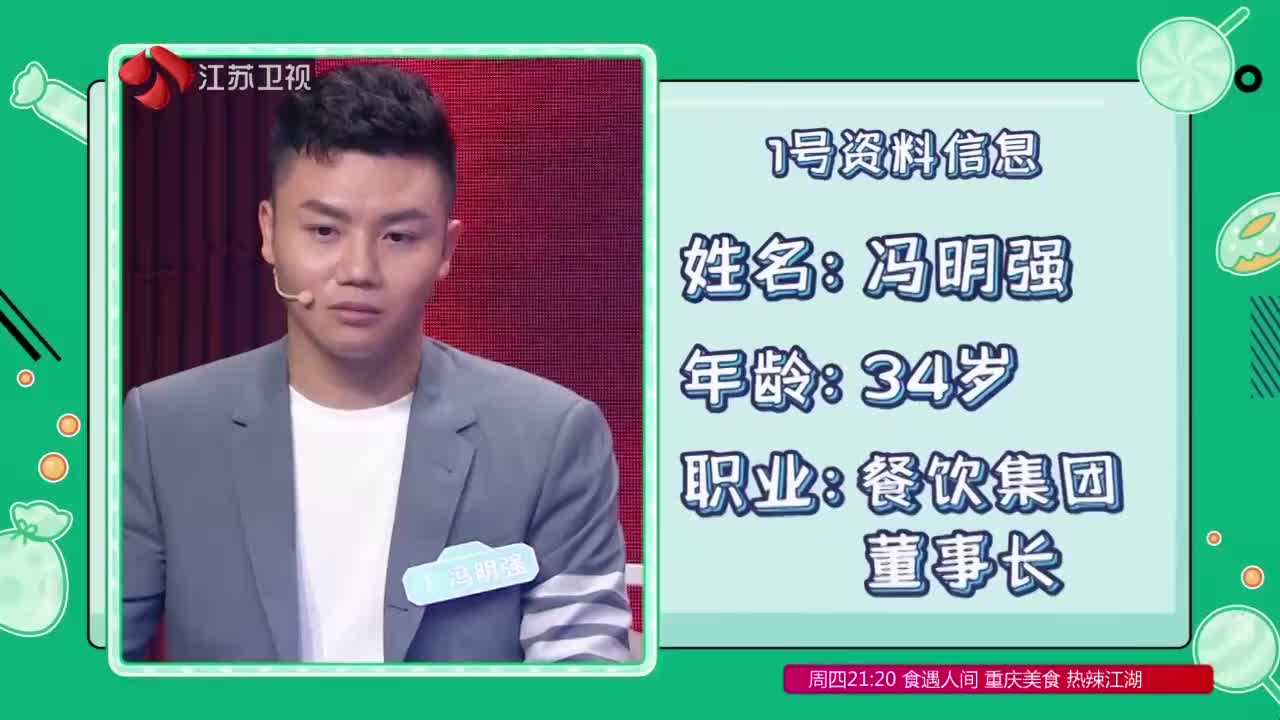 江苏卫视
1号资料信息
姓名：冯明强
年龄：34岁
职业：餐饮集团
董事长
1 冯明强
周四21:20 食遇人间 重庆美食 热辣江湖